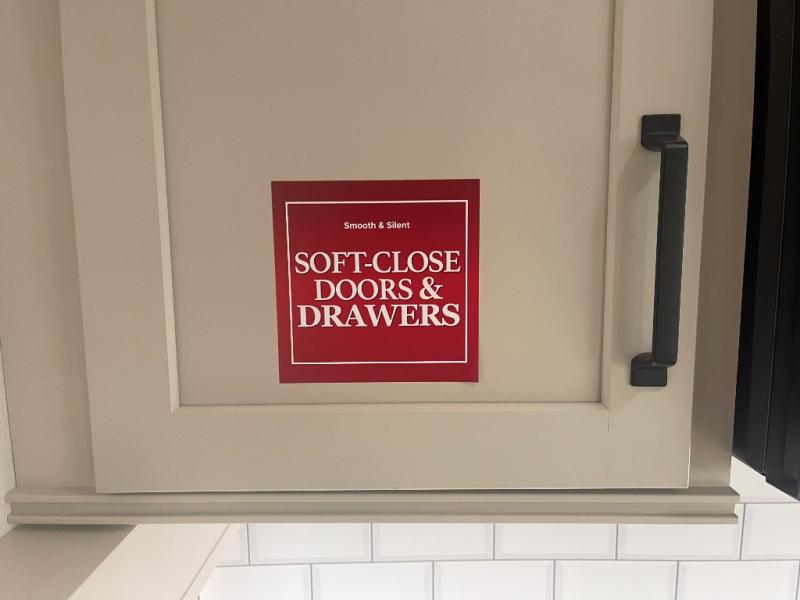 Smooth & Silent
SOFT-CLOSE
DOORS &
DRAWERS